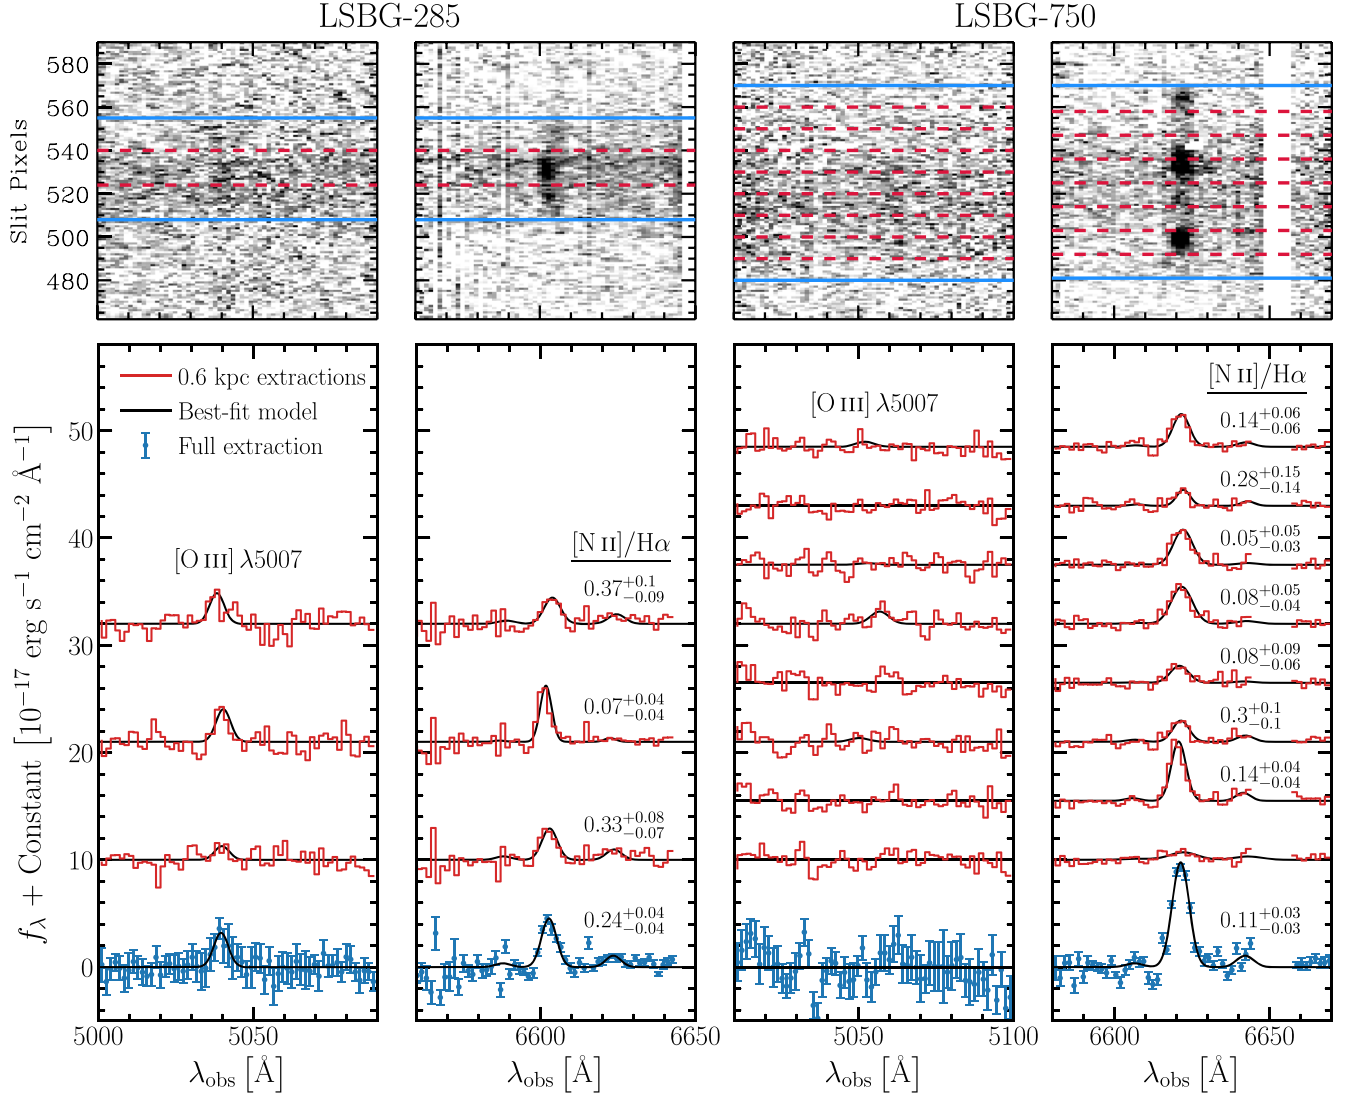 LSBG-285
LSBG-750
Slit Pixels
580
560
540
520
500
480
0.6 kpc extractions
Best-fit model
Full extraction
[O III] λ5007
[N II]/Hα
0.37 +0.1 −0.09
0.07 +0.04 −0.04
0.33 +0.08 −0.07
0.24 +0.04 −0.04
[O III] λ5007
[N II]/Hα
0.14 +0.06 −0.06
0.28 +0.15 −0.14
0.05 +0.05 −0.03
0.08 +0.05 −0.04
0.08 +0.09 −0.06
0.3 +0.1 −0.1
0.14 +0.04 −0.04
0.11 +0.03 −0.03
fλ + Constant [10−17 erg s−1 cm−2 Å−1]
50
40
30
20
10
0
5000 5050
6600 6650
5050 5100
6600 6650
λobs [Å]
λobs [Å]
λobs [Å]
λobs [Å]